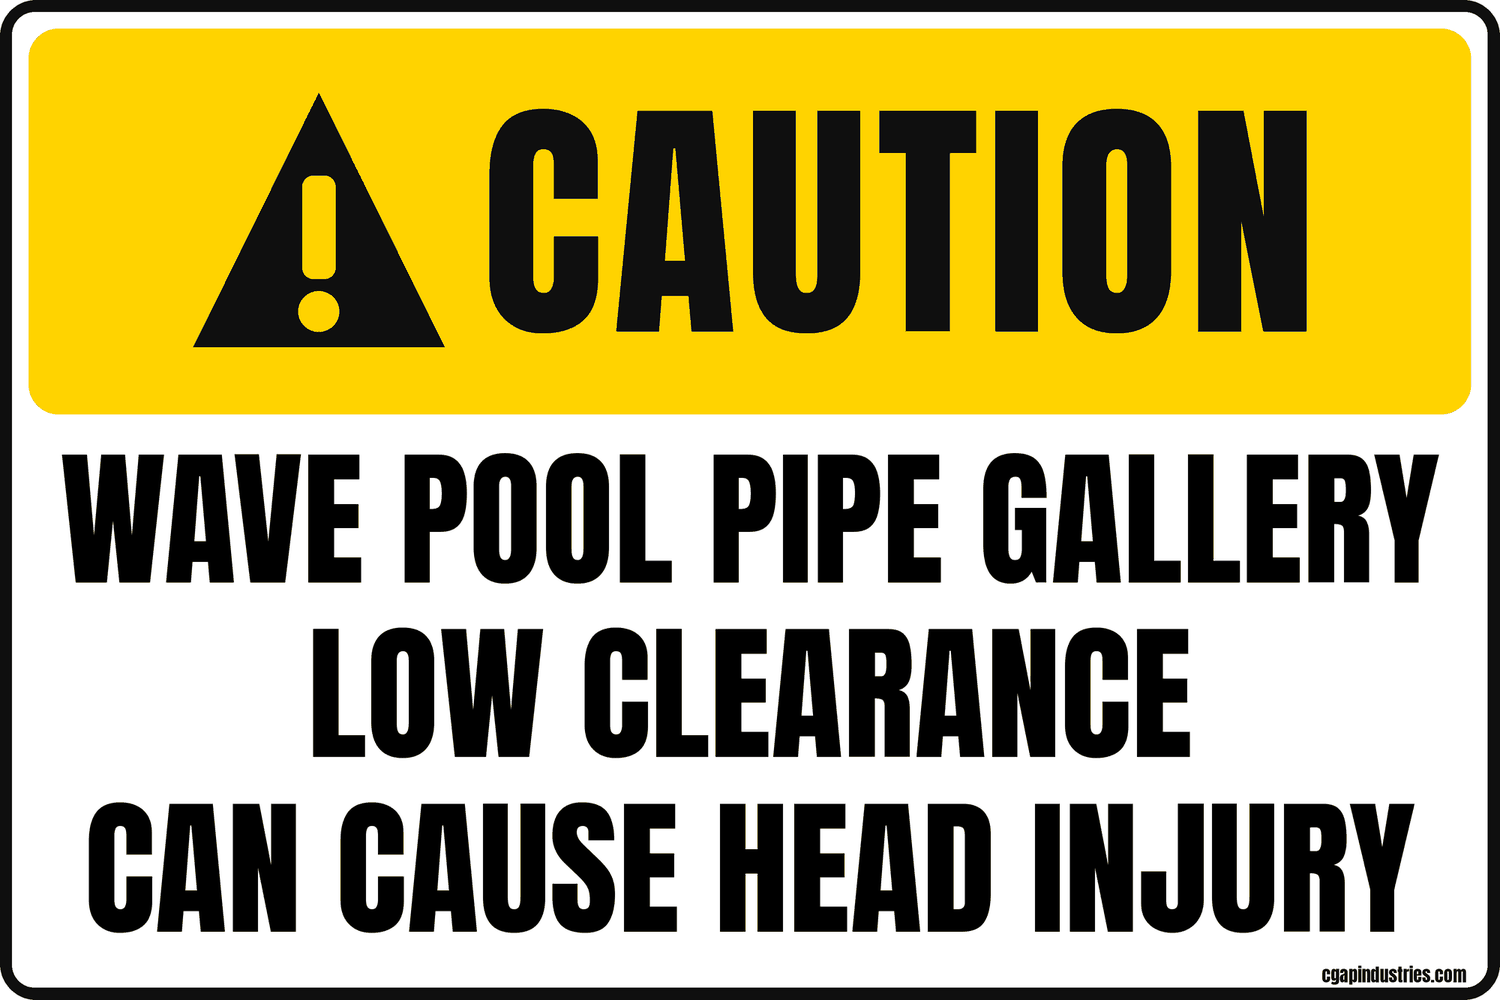 CAUTION
WAVE POOL PIPE GALLERY
LOW CLEARANCE
CAN CAUSE HEAD INJURY
cgapindustries.com